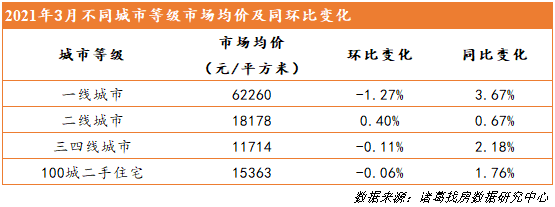 2021年3月不同城市等级市场均价及同环比变化
城市等级 市场均价（元/平方米） 环比变化 同比变化
一线城市 62260 -1.27% 3.67%
二线城市 18178 0.40% 0.67%
三四线城市 11714 -0.11% 2.18%
100城二手住宅 15363 -0.06% 1.76%
数据来源：诸葛找房数据研究中心